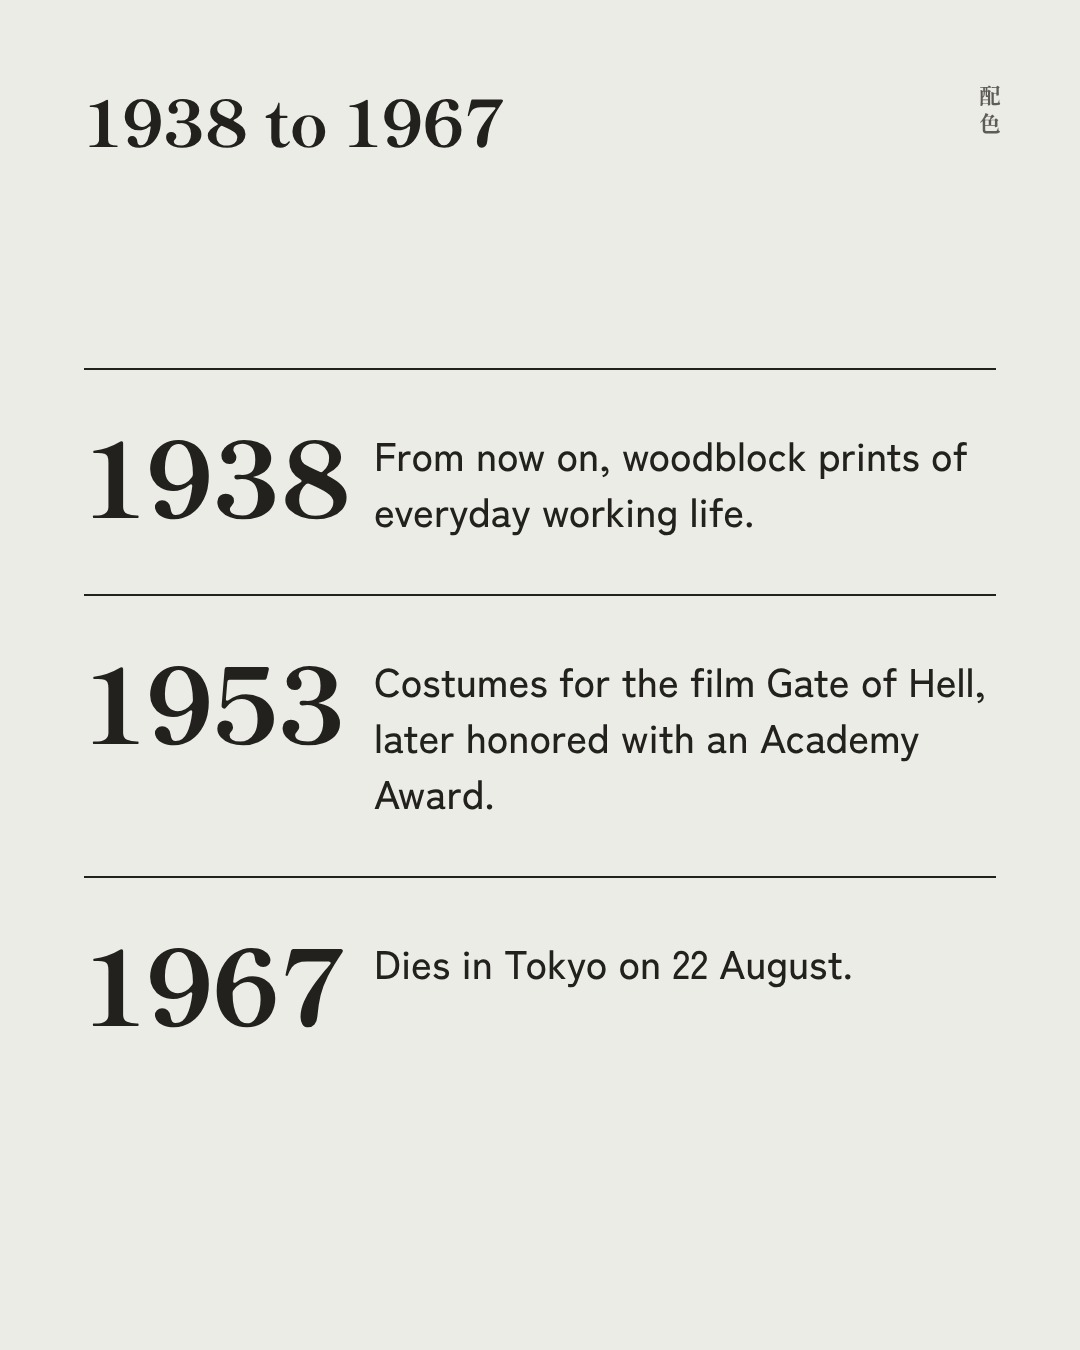 1938 to 1967
配色
1938
From now on, woodblock prints of
everyday working life.
1953
Costumes for the film Gate of Hell,
later honored with an Academy
Award.
1967
Dies in Tokyo on 22 August.